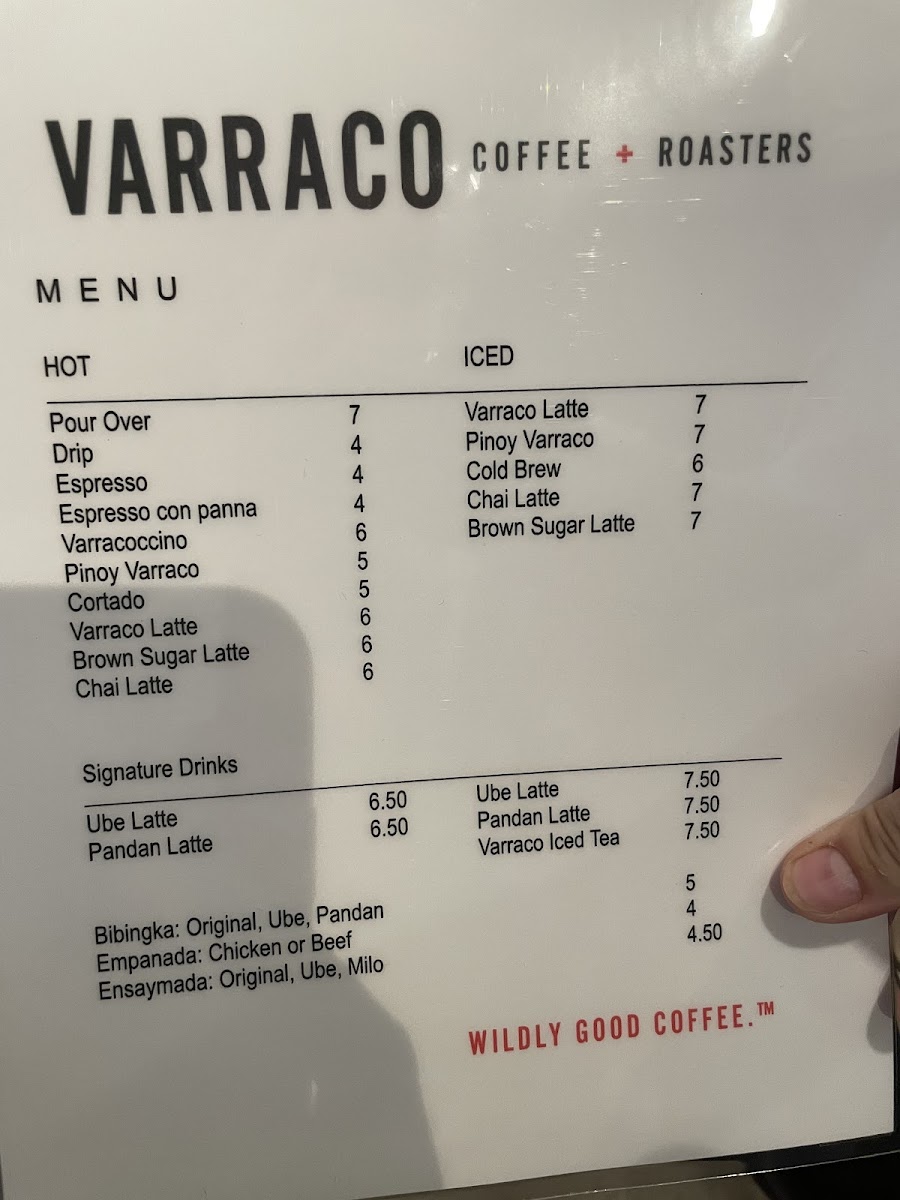 VARRACO COFFEE + ROASTERS
MENU
HOT
Pour Over 7
Drip 4
Espresso 4
Espresso con panna 4
Varracoccino 6
Pinoy Varraco 5
Cortado 5
Varraco Latte 6
Brown Sugar Latte 6
Chai Latte 6
ICED
Varraco Latte 7
Pinoy Varraco 7
Cold Brew 6
Chai Latte 7
Brown Sugar Latte 7
Signature Drinks
Ube Latte 6.50
Pandan Latte 6.50
Ube Latte 7.50
Pandan Latte 7.50
Varraco Iced Tea 7.50
Bibingka: Original, Ube, Pandan 5
Empanada: Chicken or Beef 4
Ensaymada: Original, Ube, Milo 4.50
WILDLY GOOD COFFEE.™